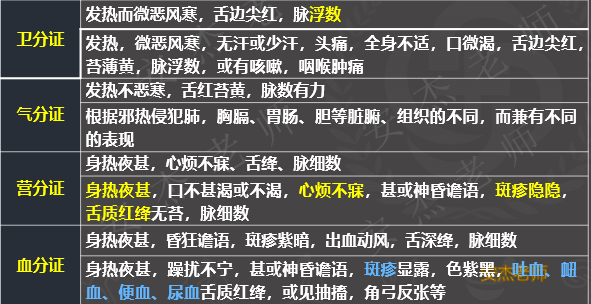 卫分证
发热而微恶风寒，舌边尖红，脉浮数
发热，微恶风寒，无汗或少汗，头痛，全身不适，口微渴，舌边尖红，
苔薄黄，脉浮数，或有咳嗽，咽喉肿痛
气分证
发热不恶寒，舌红苔黄，脉数有力
根据邪热侵犯肺，胸膈、胃肠、胆等脏腑、组织的不同，而兼有不同
的表现
营分证
身热夜甚，心烦不寐、舌绛、脉细数
身热夜甚，口不甚渴或不渴，心烦不寐，甚或神昏谵语，斑疹隐隐，
舌质红绛无苔，脉细数
血分证
身热夜甚，昏狂谵语，斑疹紫暗，出血动风，舌深绛，脉细数
身热夜甚，躁扰不宁，甚或神昏谵语，斑疹显露，色紫黑，吐血、衄
血、便血、尿血舌质红绛，或见抽搐，角弓反张等
安杰老师